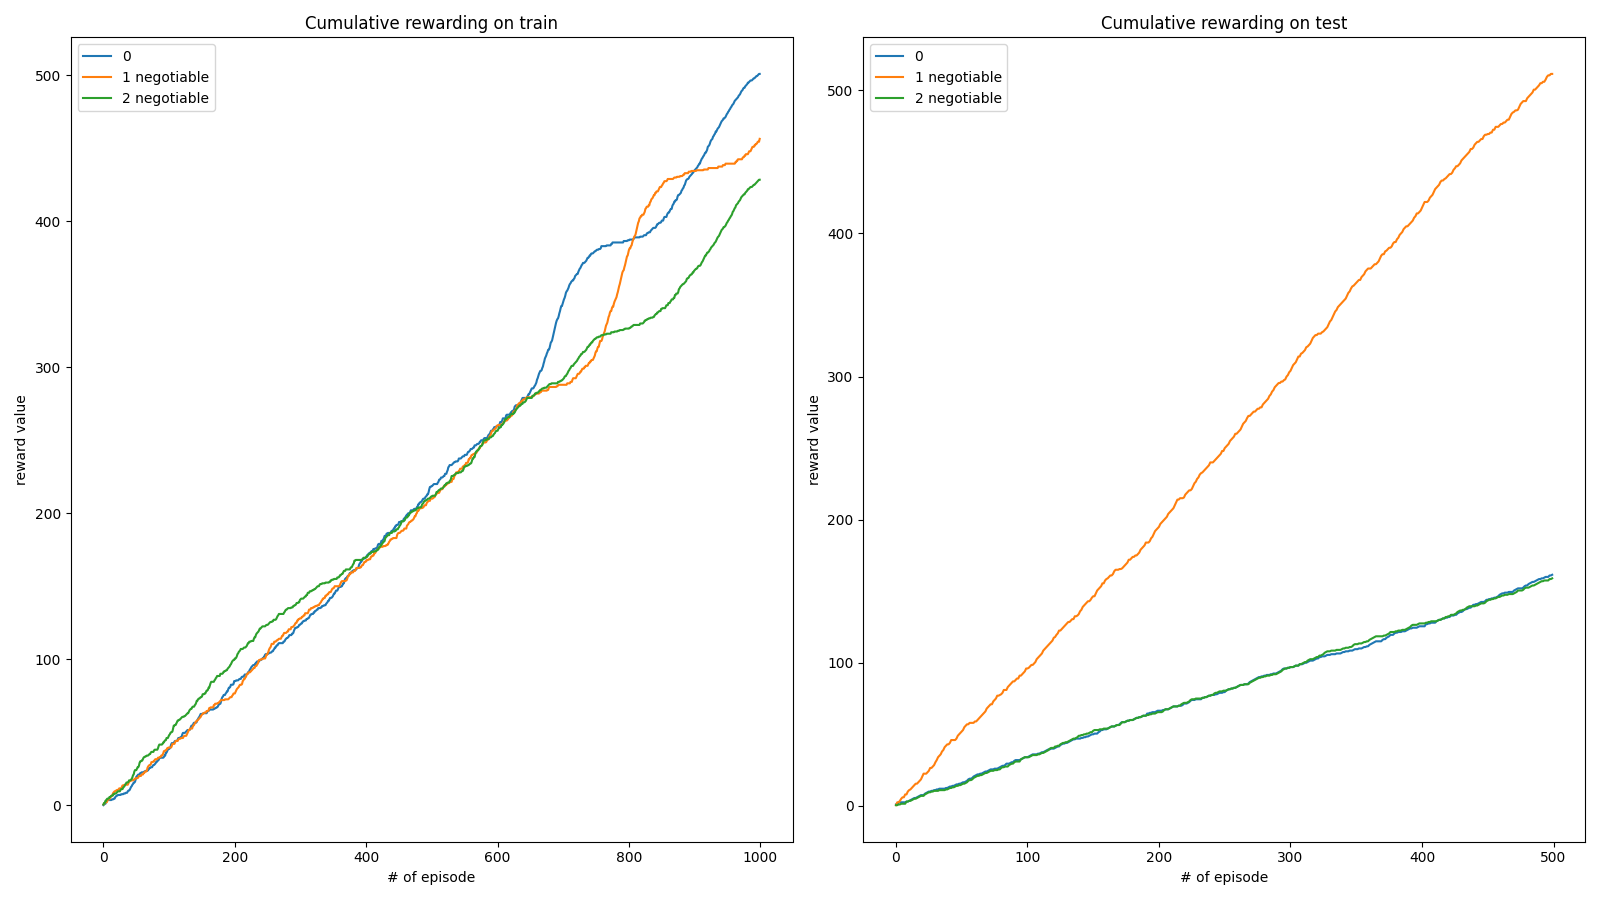 Cumulative rewarding on train
0
1 negotiable
2 negotiable
500
400
300
200
100
0
reward value
0 200 400 600 800 1000
# of episode
Cumulative rewarding on test
0
1 negotiable
2 negotiable
500
400
300
200
100
0
reward value
0 100 200 300 400 500
# of episode